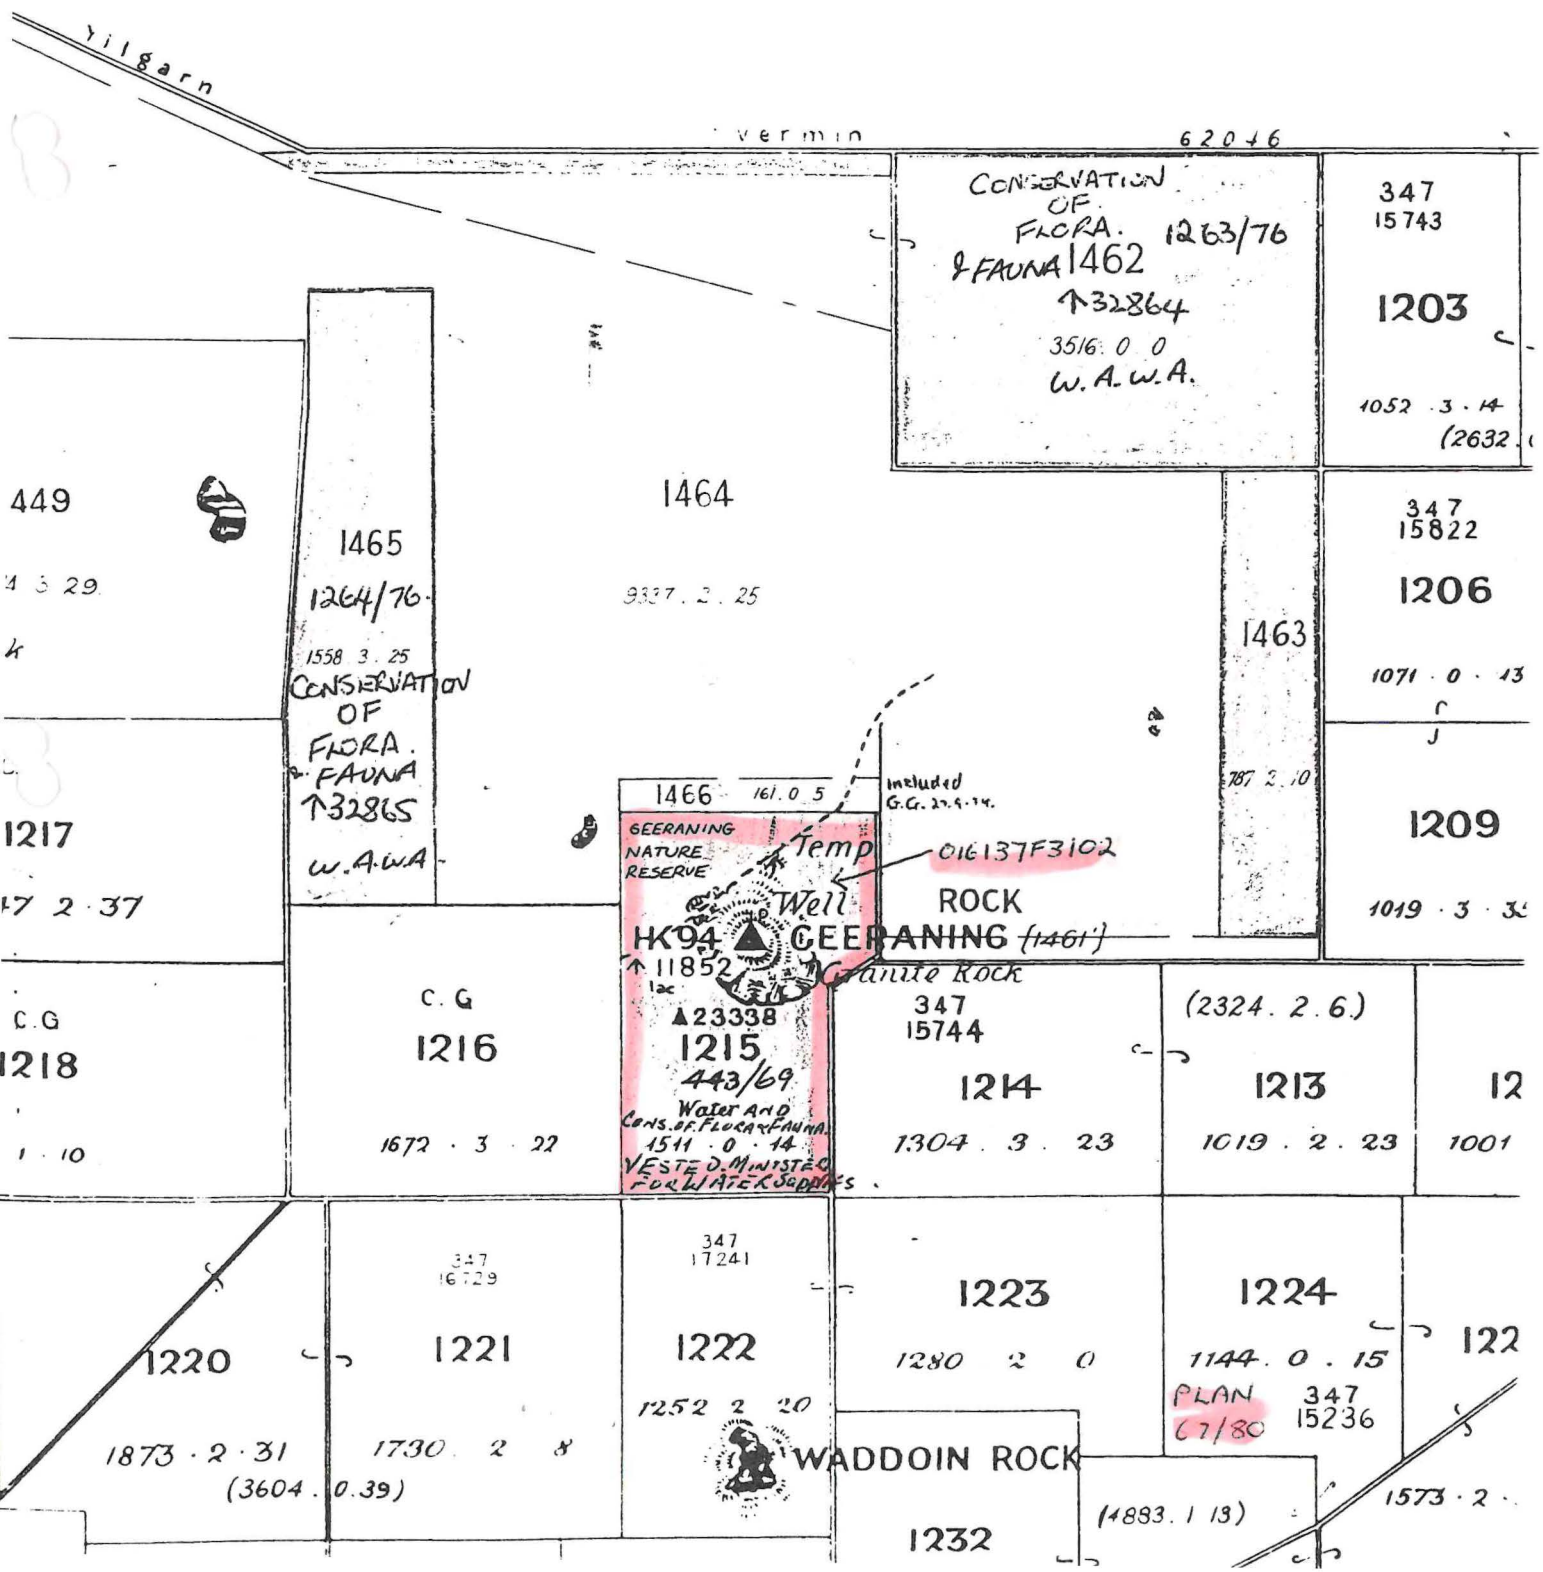 Yilgarn
vermin
62046
CONSERVATION
OF
FLORA.
& FAUNA
1263/76
1462
↑32864
3516. 0 0
W.A.W.A.
347
15743
1203
1052 . 3 . 14
(2632.
449
3 29
1465
1264/76
1558 3 . 25
CONSERVATION
OF
FLORA.
& FAUNA
↑32865
W.A.W.A
1464
9337 . 2 . 25
1463
787 2 10
347
15822
1206
1071 . 0 . 13
1217
47 2 . 37
1466
161. 0 5
Included
GEERANING
NATURE
RESERVE
Temp
Well
016137F3102
ROCK
GEERANING (1461)
Granite Rock
HK94
↑ 11852
1ac
▲23338
1215
443/69
Water AND
CONS. OF. FLORA & FAUNA.
1511 . 0 . 14
VESTED. MINISTER
FOR WATER Supplies.
1209
1019 . 3 .
C.G
1218
1 . 10
C. G
1216
1672 . 3 . 22
347
15744
1214
1304 . 3 . 23
(2324. 2.6.)
1213
1019 . 2 . 23
12
1001
1220
1873 . 2 . 31
(3604 . 0.39)
347
16729
1221
1730. 2 8
347
17241
1222
1252 2 20
WADDOIN ROCK
1223
1280 2 0
1224
1144. 0 . 15
PLAN
67/80
347
15236
122
1573 . 2 .
1232
(4883. 1 13)